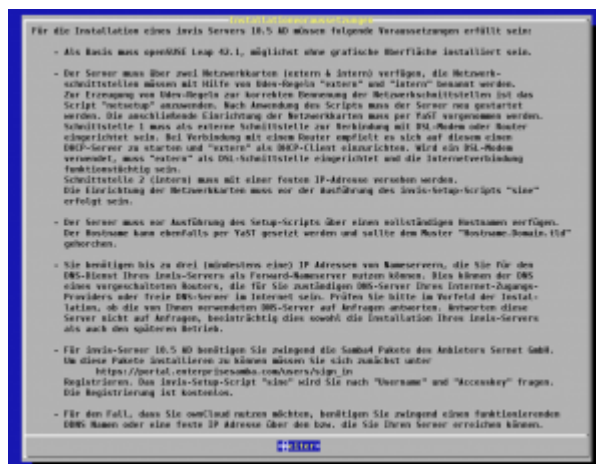 Installationsvoraussetzungen
Für die Installation eines invis Servers 10.5 AD müssen folgende Voraussetzungen erfüllt sein:
- Als Basis muss openSUSE Leap 42.1, möglichst ohne grafische Oberfläche installiert sein.
- Der Server muss über zwei Netzwerkkarten (extern & intern) verfügen, die Netzwerk-
schnittstellen müssen mit Hilfe von Udev-Regeln "extern" und "intern" benannt werden.
Zur Erzeugung von Udev-Regeln zur korrekten Benennung der Netzwerkschnittstellen ist das
Script "netsetup" anzuwenden. Nach Anwendung des Scripts muss der Server neu gestartet
werden. Die anschließende Einrichtung der Netzwerkkarten muss per YaST vorgenommen werden.
Schnittstelle 1 muss als externe Schnittstelle zur Verbindung mit DSL-Modem oder Router
eingerichtet sein. Bei Verbindung mit einem Router empfielt es sich auf diesem einen
DHCP-Server zu starten und "extern" als DHCP-Client einzurichten. Wird ein DSL-Modem
verwendet, muss "extern" als DSL-Schnittstelle eingerichtet und die Internetverbindung
funktionstüchtig sein.
Schnittstelle 2 (intern) muss mit einer festen IP-Adresse versehen werden.
Die Einrichtung der Netzwerkkarten muss vor der Ausführung des invis-Setup-Scripts "sine"
erfolgt sein.
- Der Server muss vor Ausführung des Setup-Scripts über einen vollständigen Hostnamen verfügen.
Der Hostname kann ebenfalls per YaST gesetzt werden und sollte dem Muster "Hostname.Domain.tld"
gehorchen.
- Sie benötigen bis zu drei (mindestens eine) IP Adressen von Nameservern, die Sie für den
DNS-Dienst Ihres invis-Servers als Forward-Nameserver nutzen können. Dies können der DNS
eines vorgeschalteten Routers, die für Sie zuständigen DNS-Server Ihres Internet-Zugangs-
Providers oder freie DNS-Server im Internet sein. Prüfen Sie bitte im Vorfeld der Instal-
lation, ob die von Ihnen verwendeten DNS-Server auf Anfragen antworten. Antworten diese
Server nicht auf Anfragen, beeinträchtig dies sowohl die Installation Ihres invis-Servers
als auch den späteren Betrieb.
- Für invis-Server 10.5 AD benötigen Sie zwingend die Samba4 Pakete des Anbieters Sernet GmbH.
Um diese Pakete installieren zu können müssen Sie sich zunächst unter
https://portal.enterprisesamba.com/users/sign_in
Registrieren. Das invis-Setup-Script "sine" wird Sie nach "Username" und "Accesskey" fragen.
Die Registrierung ist kostenlos.
- Für den Fall, dass Sie ownCloud nutzen möchten, benötigen Sie zwingend einen funktionierenden
DDNS Namen oder eine feste IP Adresse über den bzw. die Sie Ihren Server erreichen können.
Weiter>